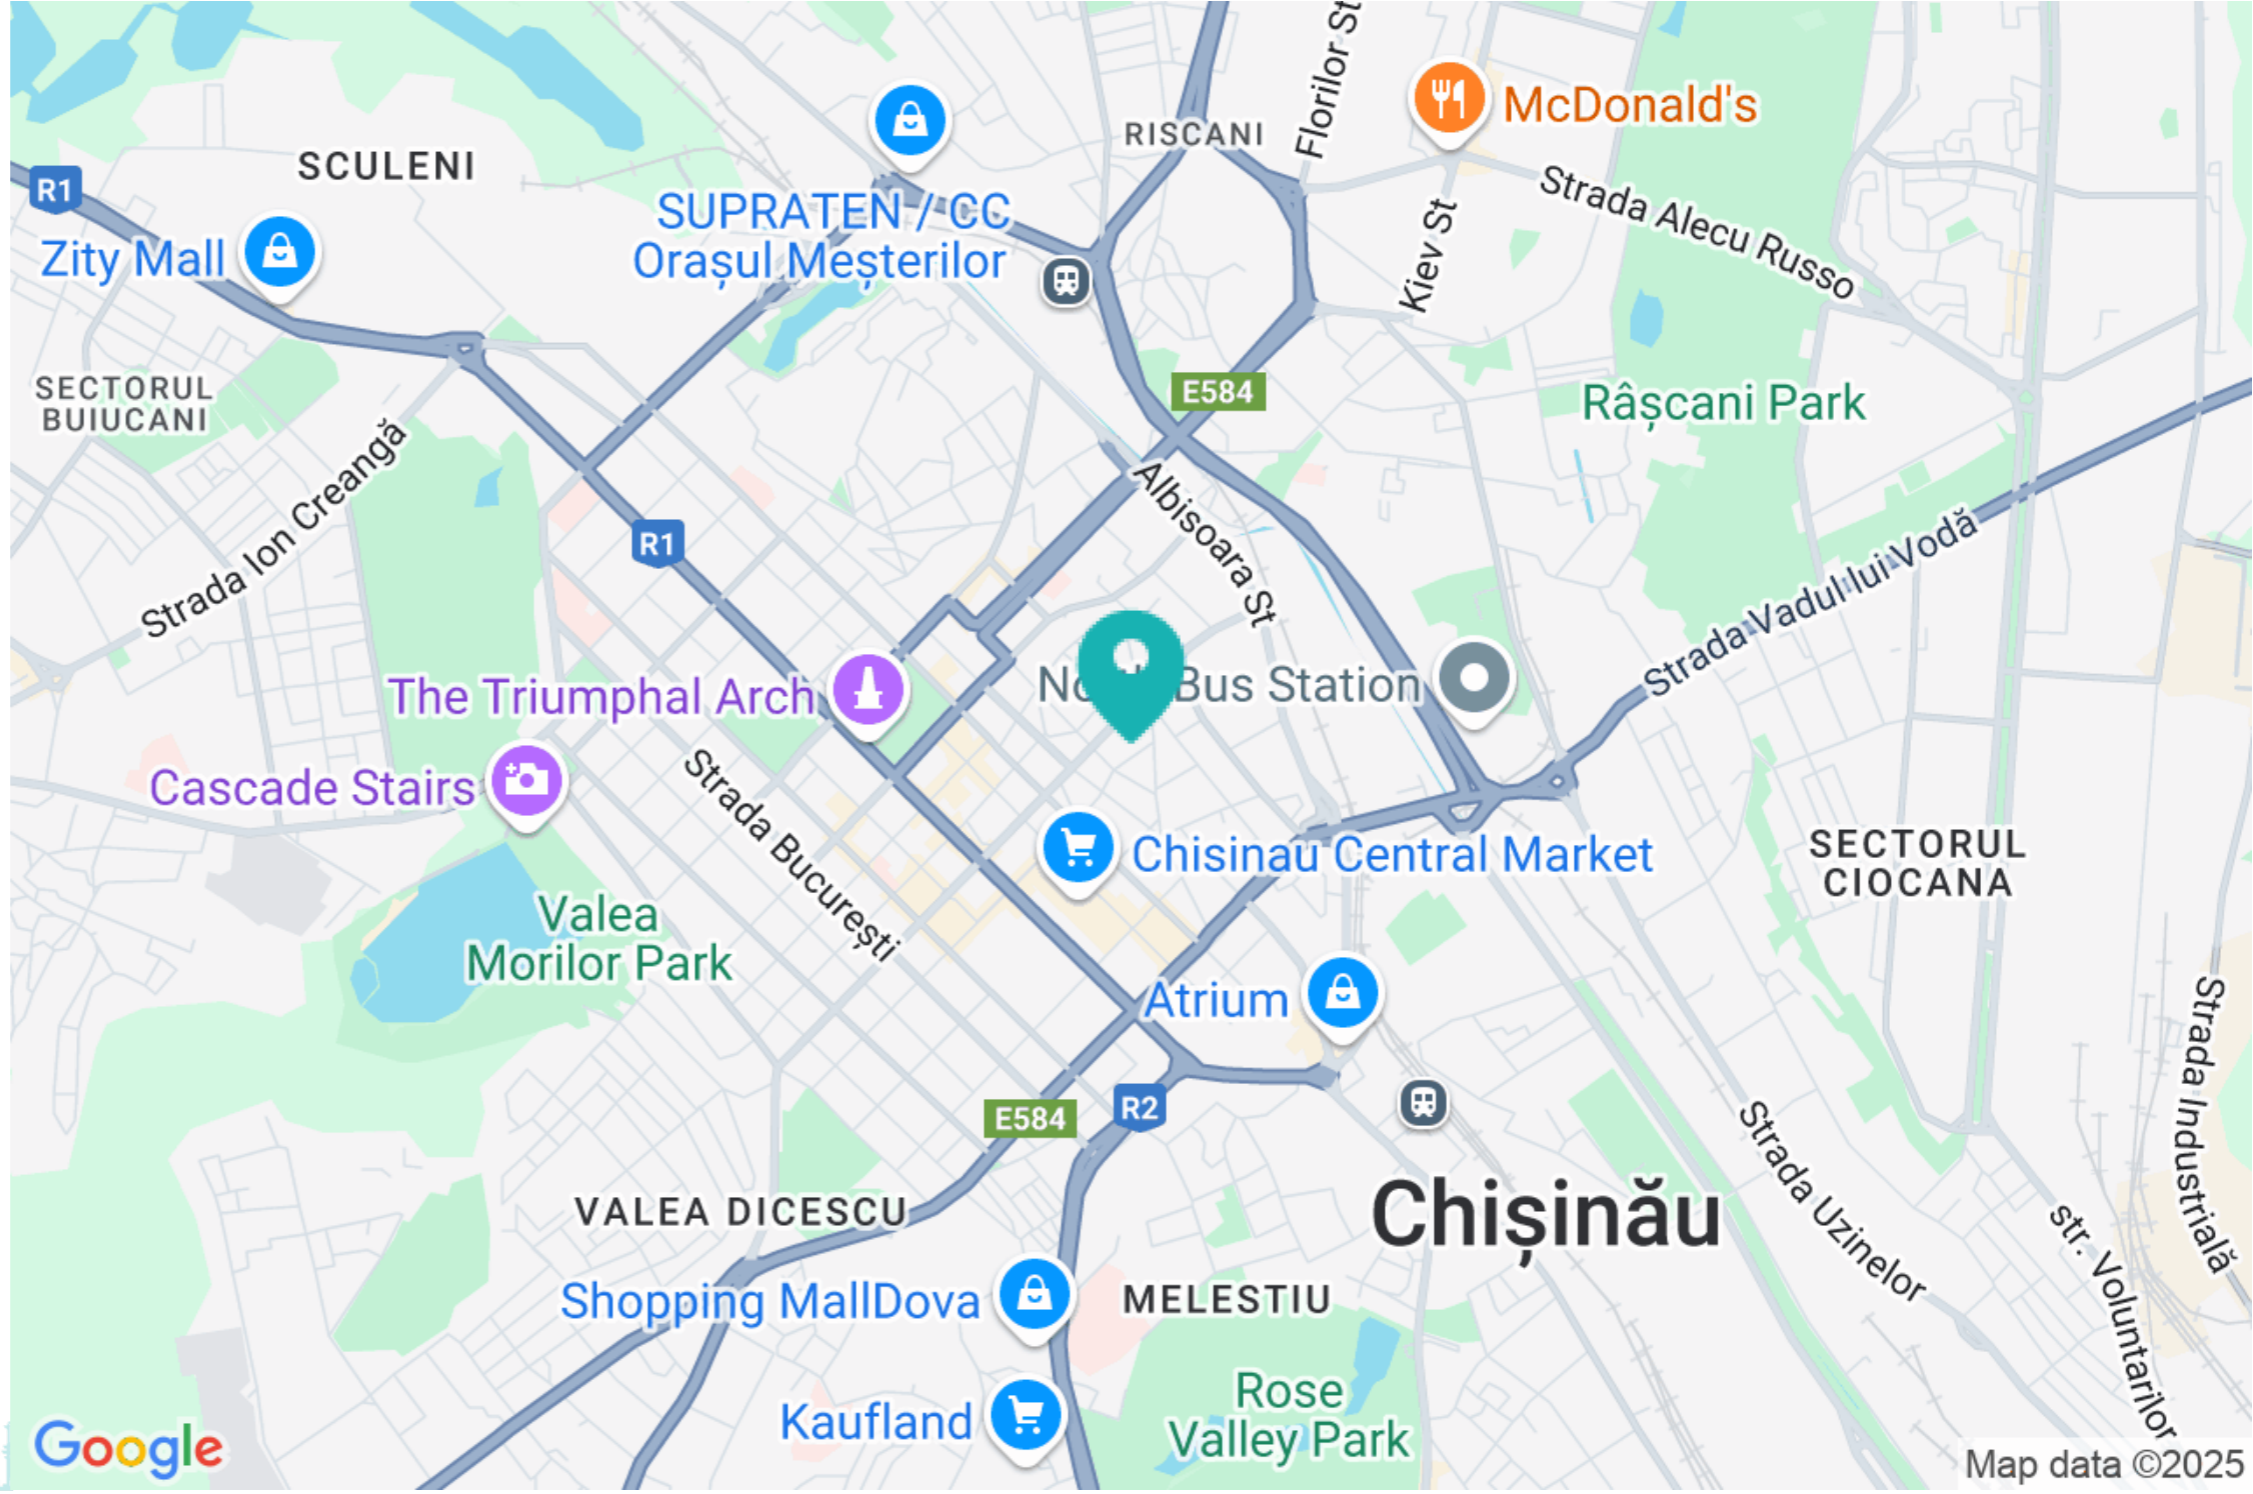 Florilor St
McDonald's
RISCANI
SCULENI
R1
Strada Alecu Russo
SUPRATEN / CC
Orașul Meșterilor
Zity Mall
Kiev St
SECTORUL
BUIUCANI
E584
Râșcani Park
Strada Ion Creangă
R1
Albisoara St
Strada Vadul lui Vodă
Bus Station
The Triumphal Arch
Cascade Stairs
Strada București
Chisinau Central Market
SECTORUL
CIOCANA
Valea
Morilor Park
Atrium
Strada Industrială
E584
R2
Strada Uzinelor
VALEA DICESCU
Chișinău
str. Voluntarilor
Shopping MallDova
MELESTIU
Rose
Valley Park
Kaufland
Google
Map data ©2025